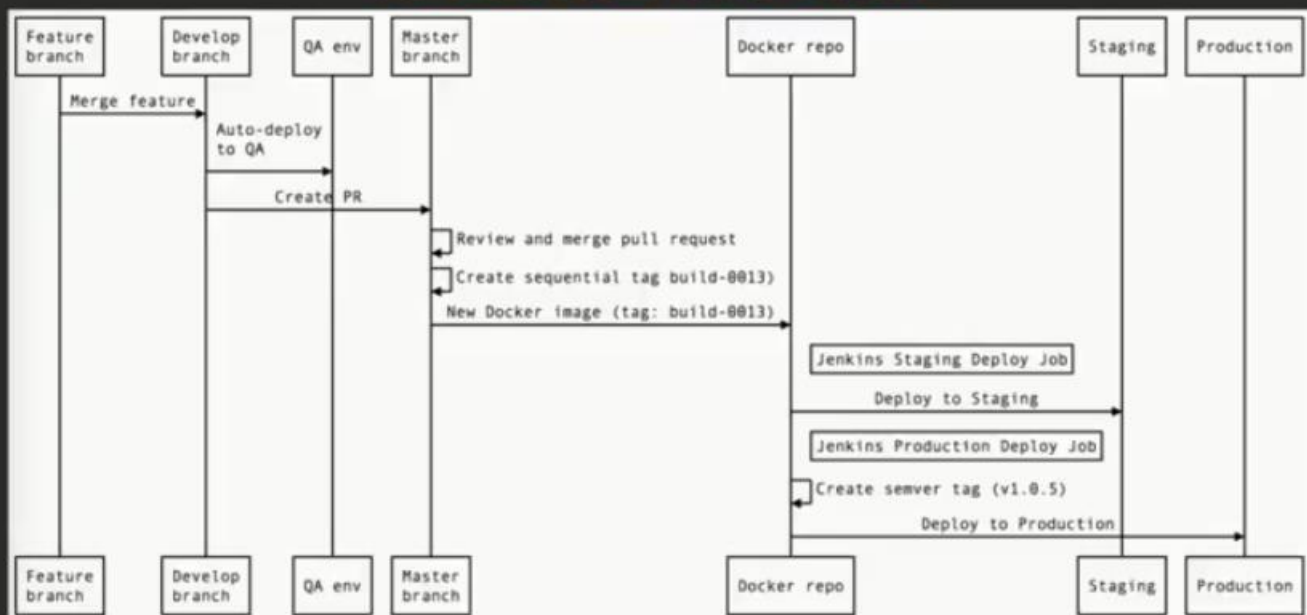 Feature
branch
Develop
branch
QA env
Master
branch
Docker repo
Staging
Production
Merge feature
Auto-deploy
to QA
Create PR
Review and merge pull request
Create sequential tag build-0013)
New Docker image (tag: build-0013)
Jenkins Staging Deploy Job
Deploy to Staging
Jenkins Production Deploy Job
Create semver tag (v1.0.5)
Deploy to Production
Feature
branch
Develop
branch
QA env
Master
branch
Docker repo
Staging
Production